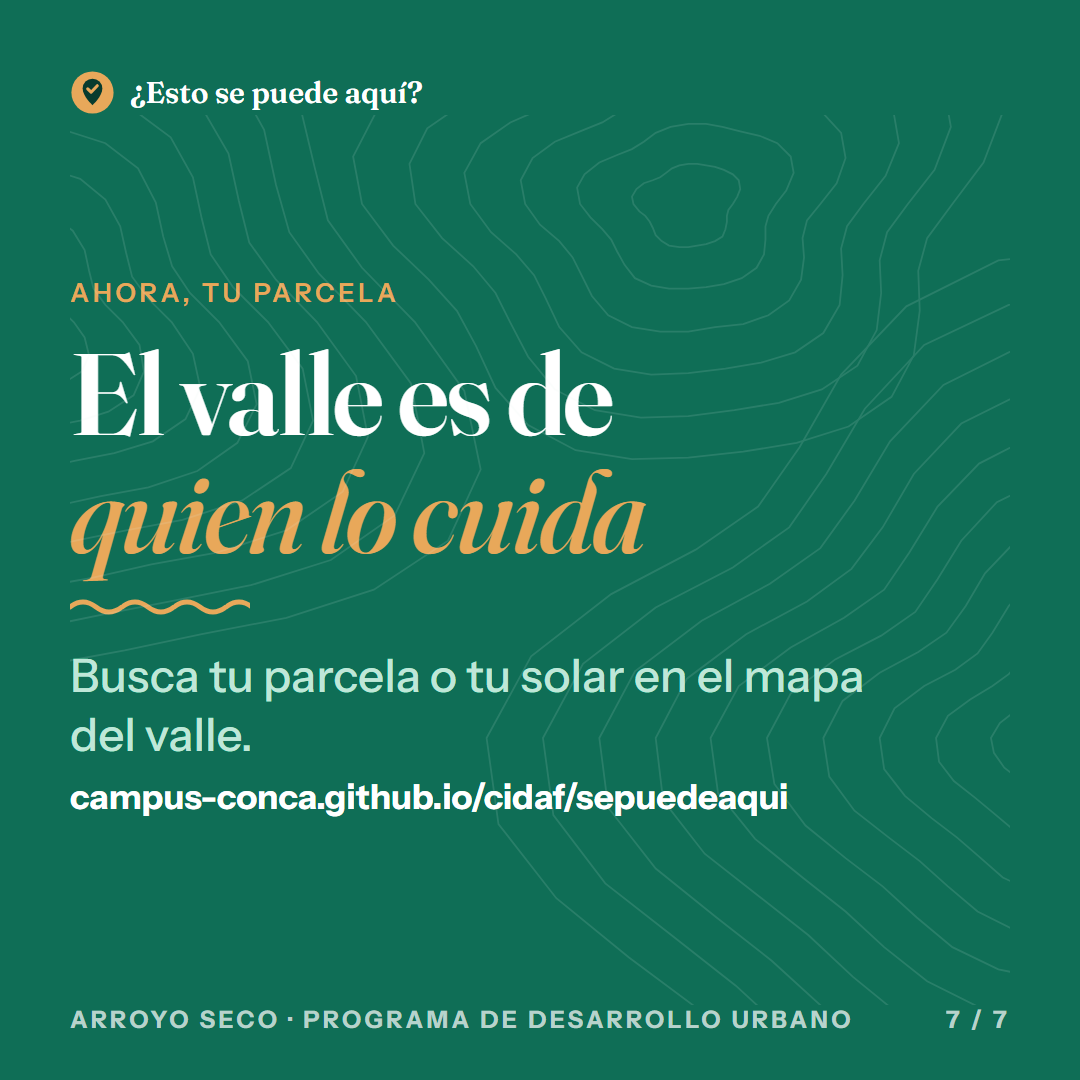 ¿Esto se puede aquí?
AHORA, TU PARCELA
El valle es de
quien lo cuida
Busca tu parcela o tu solar en el mapa
del valle.
campus-conca.github.io/cidaf/sepuedeaqui
ARROYO SECO · PROGRAMA DE DESARROLLO URBANO 7 / 7